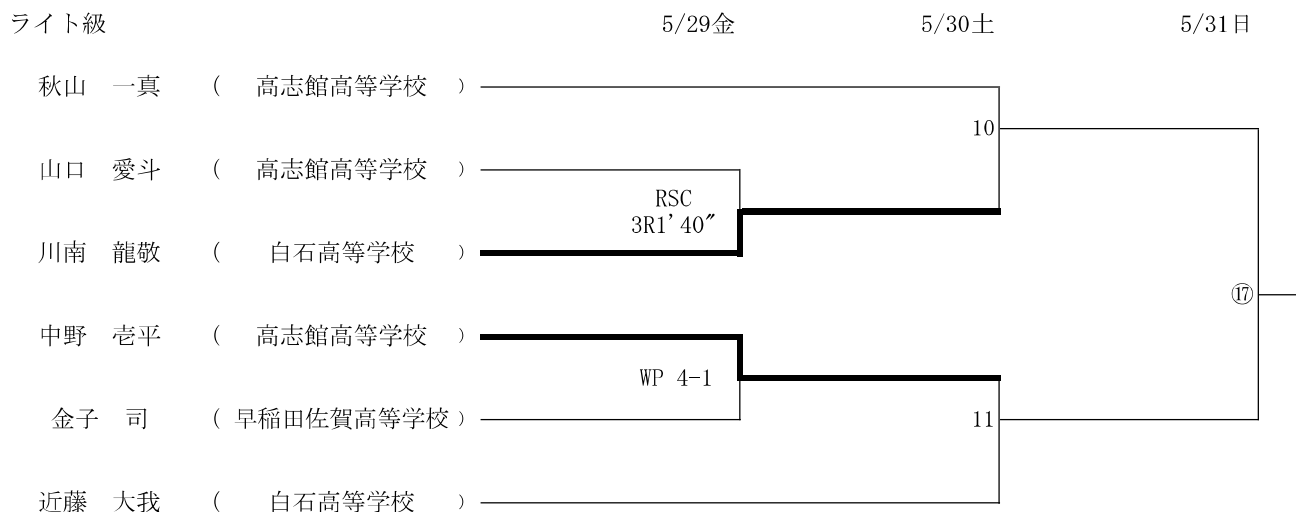 ライト級 5/29金 5/30土 5/31日
秋山 一真 ( 高志館高等学校 )
10
山口 愛斗 ( 高志館高等学校 )
RSC
3R1'40″
川南 龍敬 ( 白石高等学校 )
⑰
中野 壱平 ( 高志館高等学校 )
WP 4-1
金子 司 ( 早稲田佐賀高等学校 ) 11
近藤 大我 ( 白石高等学校 )